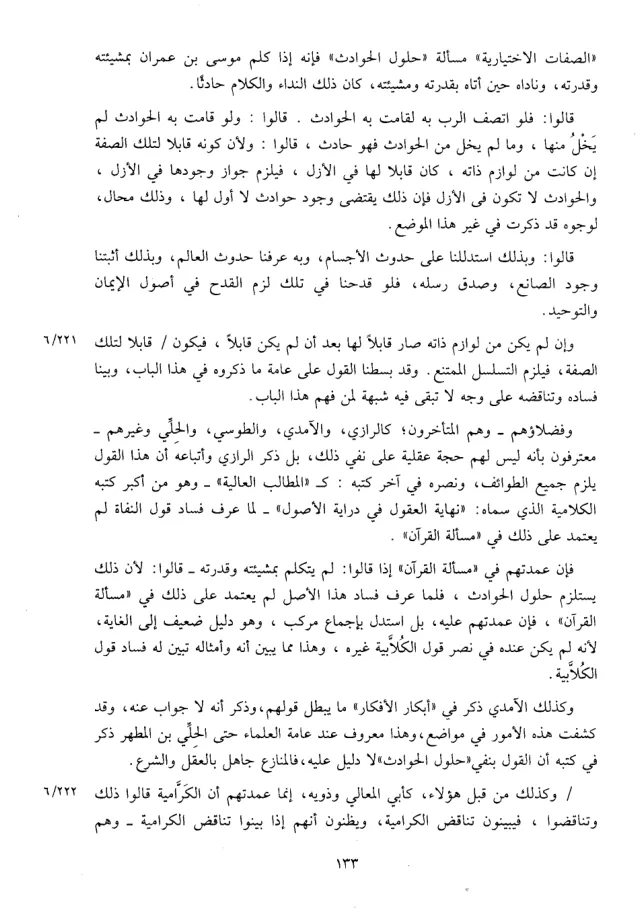 «الصفات الاختيارية» مسألة «حلول الحوادث» فإنه إذا كلم موسى بن عمران بمشيئته
وقدرته، وناداه حين أتاه بقدرته ومشيئته، كان ذلك النداء والكلام حادثًا.
قالوا: فلو اتصف الرب به لقامت به الحوادث . قالوا : ولو قامت به الحوادث لم
يَخْلُ منها ، وما لم يخل من الحوادث فهو حادث ، قالوا : ولأن كونه قابلا لتلك الصفة
إن كانت من لوازم ذاته ، كان قابلا لها في الأزل ، فيلزم جواز وجودها في الأزل ،
والحوادث لا تكون فى الأزل فإن ذلك يقتضى وجود حوادث لا أول لها ، وذلك محال،
لوجوه قد ذكرت في غير هذا الموضع.
قالوا: وبذلك استدللنا على حدوث الأجسام، وبه عرفنا حدوث العالم، وبذلك أثبتنا
وجود الصانع، وصدق رسله، فلو قدحنا في تلك لزم القدح في أصول الإيمان
والتوحيد.
وإن لم يكن من لوازم ذاته صار قابلاً لها بعد أن لم يكن قابلاً ، فيكون / قابلا لتلك ٦/٢٢١
الصفة، فيلزم التسلسل الممتنع. وقد بسطنا القول على عامة ما ذكروه في هذا الباب، وبينا
فساده وتناقضه على وجه لا تبقى فيه شبهة لمن فهم هذا الباب.
وفضلاؤهم ـ وهم المتأخرون؛ كالرازي، والآمدي، والطوسي، والحِلِّي وغيرهم ـ
معترفون بأنه ليس لهم حجة عقلية على نفي ذلك، بل ذكر الرازي وأتباعه أن هذا القول
يلزم جميع الطوائف، ونصره في آخر كتبه : كـ «المطالب العالية» ـ وهو من أكبر كتبه
الكلامية الذي سماه: «نهاية العقول في دراية الأصول» ـ لما عرف فساد قول النفاة لم
يعتمد على ذلك في «مسألة القرآن» .
فإن عمدتهم في «مسألة القرآن» إذا قالوا: لم يتكلم بمشيئته وقدرته ـ قالوا: لأن ذلك
يستلزم حلول الحوادث ، فلما عرف فساد هذا الأصل لم يعتمد على ذلك في «مسألة
القرآن» ، فإن عمدتهم عليه، بل استدل بإجماع مركب ، وهو دليل ضعيف إلى الغاية،
لأنه لم يكن عنده في نصر قول الكُلاَّبية غيره ، وهذا مما يبين أنه وأمثاله تبين له فساد قول
الكُلاَّبية .
وكذلك الآمدي ذكر في «أبكار الأفكار» ما يبطل قولهم،وذكر أنه لا جواب عنه، وقد
كشفت هذه الأمور في مواضع،وهذا معروف عند عامة العلماء حتى الحِلِّي بن المطهر ذكر
في كتبه أن القول بنفي«حلول الحوادث»لا دليل عليه،فالمنازع جاهل بالعقل والشرع.
/ وكذلك من قبل هؤلاء، كأبي المعالي وذويه، إنما عمدتهم أن الكَرَّامية قالوا ذلك ٦/٢٢٢
وتناقضوا ، فيبينون تناقض الكرامية، ويظنون أنهم إذا بينوا تناقض الكرامية ـ وهم
١٣٣